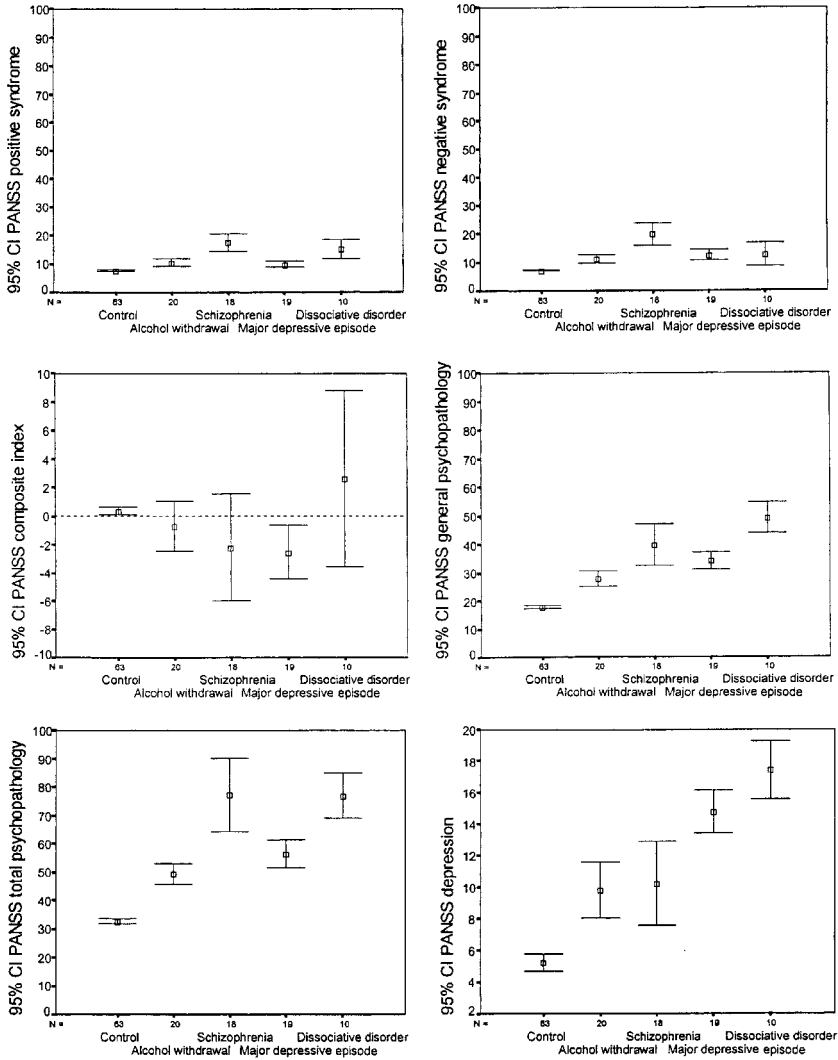 95% CI PANSS positive syndrome
100
90
80
70
60
50
40
30
20
10
0
N = 63 20 18 19 10
Control Schizophrenia Dissociative disorder
Alcohol withdrawal Major depressive episode
95% CI PANSS negative syndrome
100
90
80
70
60
50
40
30
20
10
0
N = 63 20 18 19 10
Control Schizophrenia Dissociative disorder
Alcohol withdrawal Major depressive episode
95% CI PANSS composite index
10
8
6
4
2
0
-2
-4
-6
-8
-10
N = 63 20 18 19 10
Control Schizophrenia Dissociative disorder
Alcohol withdrawal Major depressive episode
95% CI PANSS general psychopathology
100
90
80
70
60
50
40
30
20
10
0
N = 63 20 18 19 10
Control Schizophrenia Dissociative disorder
Alcohol withdrawal Major depressive episode
95% CI PANSS total psychopathology
100
90
80
70
60
50
40
30
20
10
0
N = 63 20 18 19 10
Control Schizophrenia Dissociative disorder
Alcohol withdrawal Major depressive episode
95% CI PANSS depression
20
18
16
14
12
10
8
6
4
2
N = 63 20 18 19 10
Control Schizophrenia Dissociative disorder
Alcohol withdrawal Major depressive episode